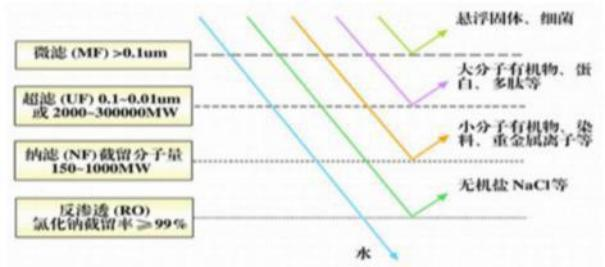 悬浮固体、细菌
微滤 (MF) >0.1um
大分子有机物、蛋
白、多肽等
超滤 (UF) 0.1~0.01um
或 2000~300000MW
小分子有机物、染
料、重金属离子等
纳滤 (NF) 截留分子量
150~1000MW
无机盐 NaCl等
反渗透 (RO)
氯化钠截留率≥99%
水